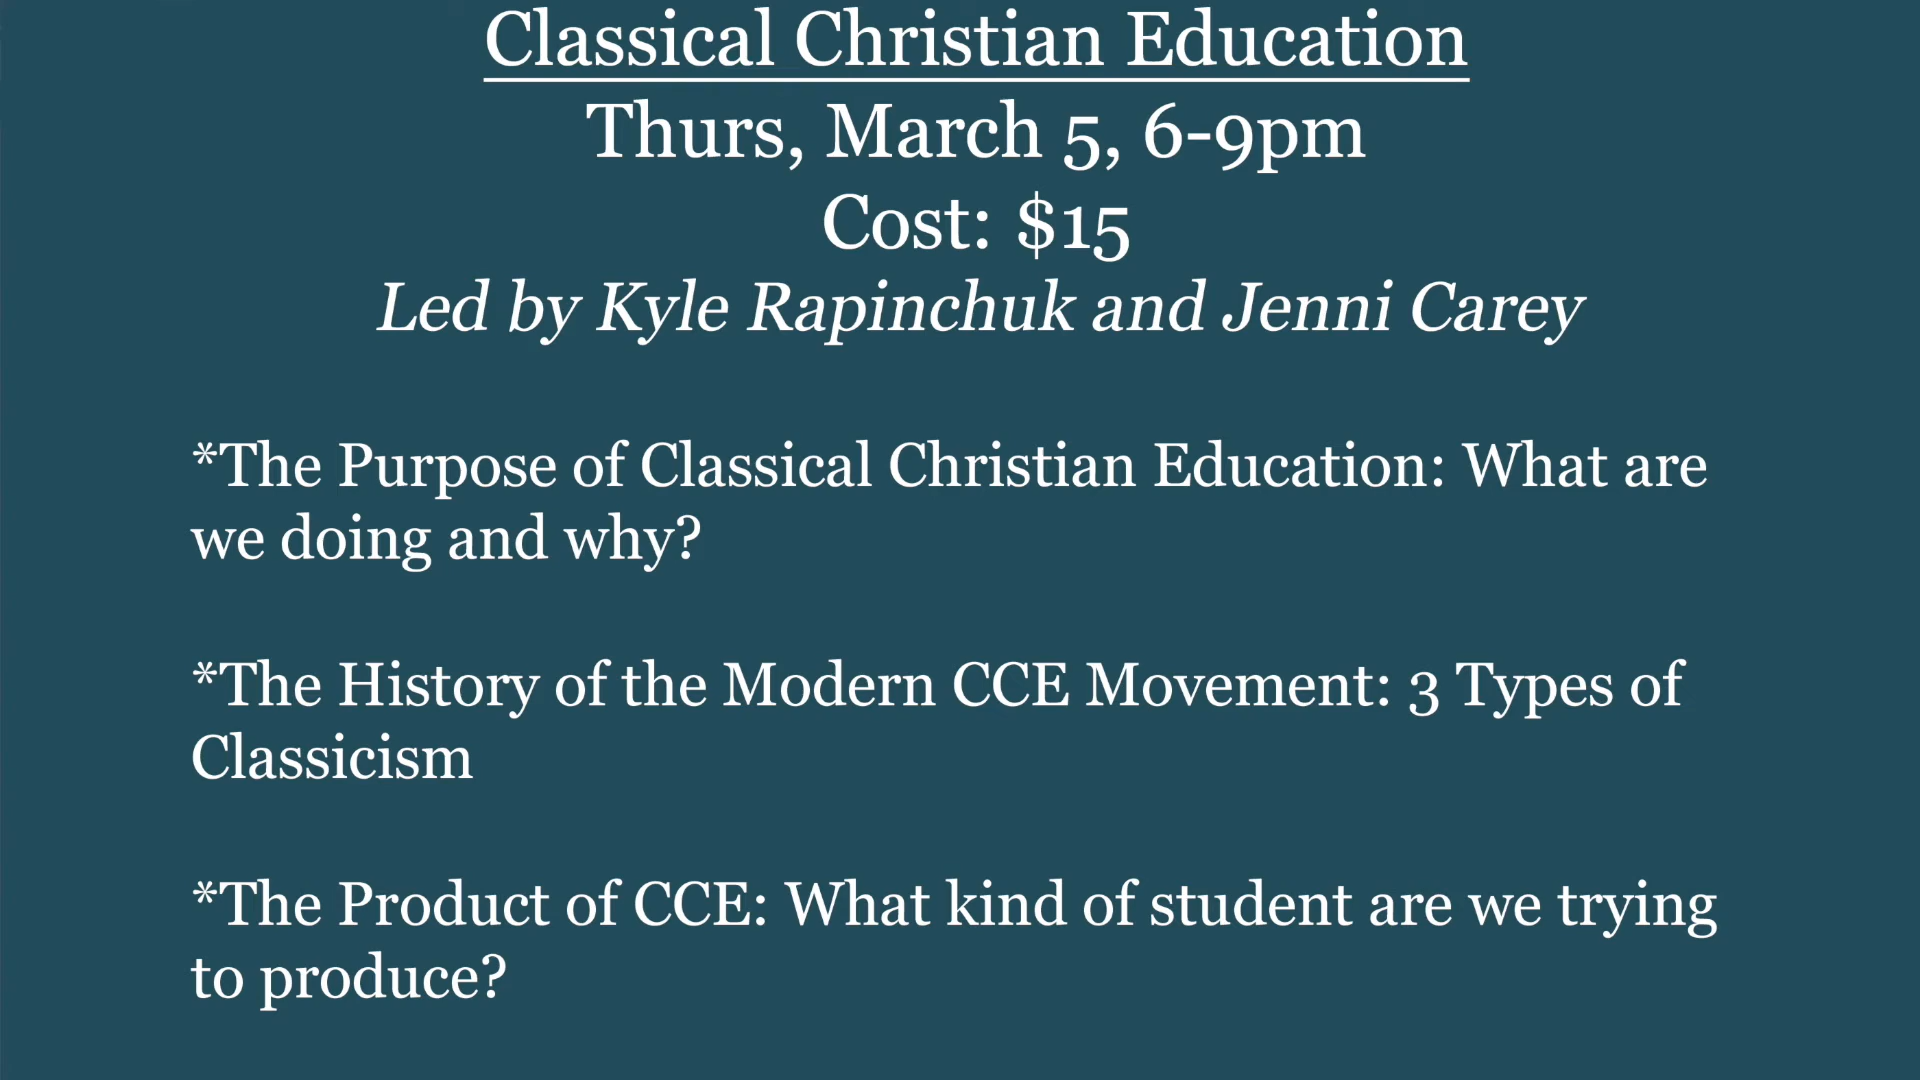 Classical Christian Education
Thurs, March 5, 6-9pm
Cost: $15
Led by Kyle Rapinchuk and Jenni Carey
*The Purpose of Classical Christian Education: What are
we doing and why?
*The History of the Modern CCE Movement: 3 Types of
Classicism
*The Product of CCE: What kind of student are we trying
to produce?